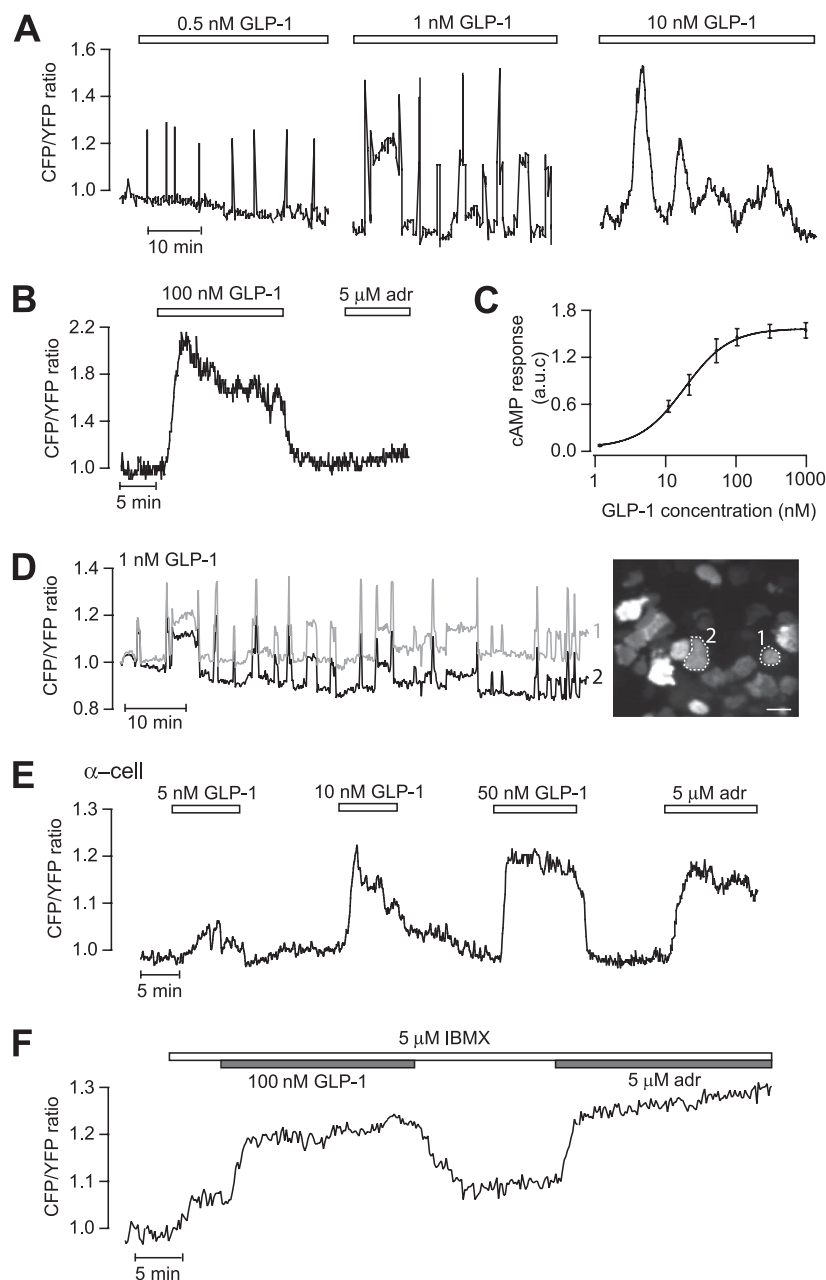 A
0.5 nM GLP-1
1 nM GLP-1
10 nM GLP-1
CFP/YFP ratio
1.6
1.4
1.2
1.0
10 min
B
100 nM GLP-1
5 µM adr
CFP/YFP ratio
2.2
1.8
1.4
1.0
5 min
C
cAMP response
(a.u.c)
1.8
1.2
0.6
0.0
1
10
100
1000
GLP-1 concentration (nM)
D
1 nM GLP-1
CFP/YFP ratio
1.4
1.2
1.0
0.8
1
2
10 min
2
1
E
α–cell
5 nM GLP-1
10 nM GLP-1
50 nM GLP-1
5 µM adr
CFP/YFP ratio
1.3
1.2
1.1
1.0
5 min
F
5 µM IBMX
100 nM GLP-1
5 µM adr
CFP/YFP ratio
1.3
1.2
1.1
1.0
5 min